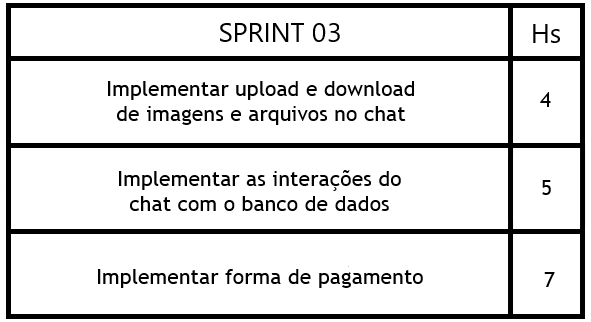 SPRINT 03
Hs
Implementar upload e download
de imagens e arquivos no chat
4
Implementar as interações do
chat com o banco de dados
5
Implementar forma de pagamento
7